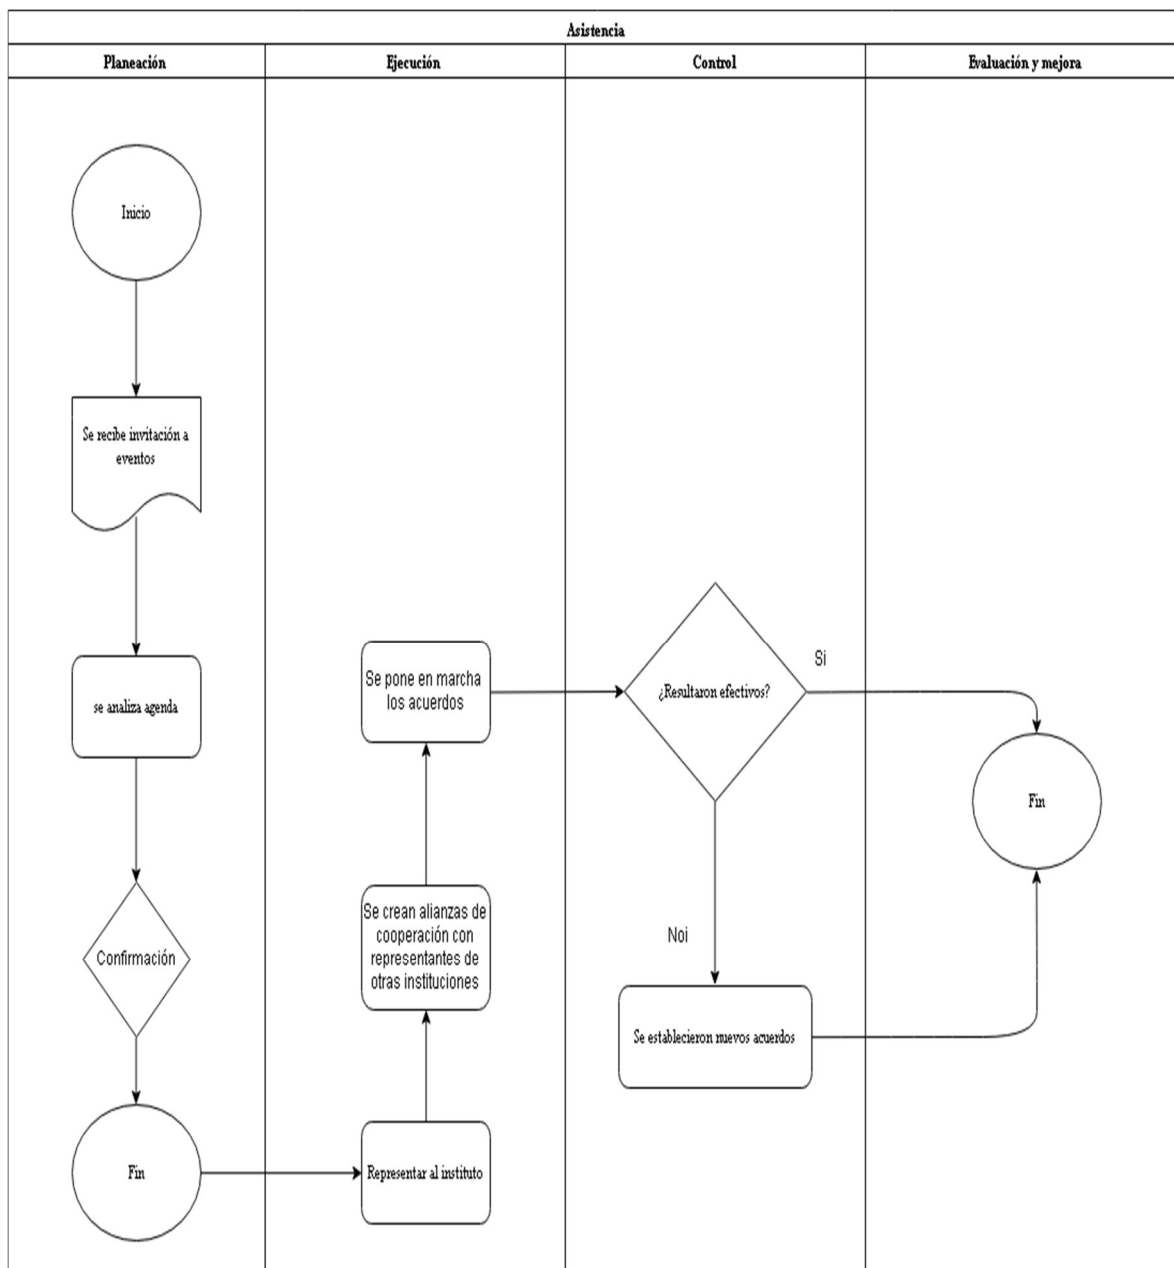 Asistencia
Planeación
Ejecución
Control
Evaluación y mejora
Inicio
Se recibe invitación a
eventos
se analiza agenda
Confirmación
Fin
Se pone en marcha
los acuerdos
Se crean alianzas de
cooperación con
representantes de
otras instituciones
Representar al instituto
¿Resultaron efectivos?
Si
Noi
Se establecieron nuevos acuerdos
Fin